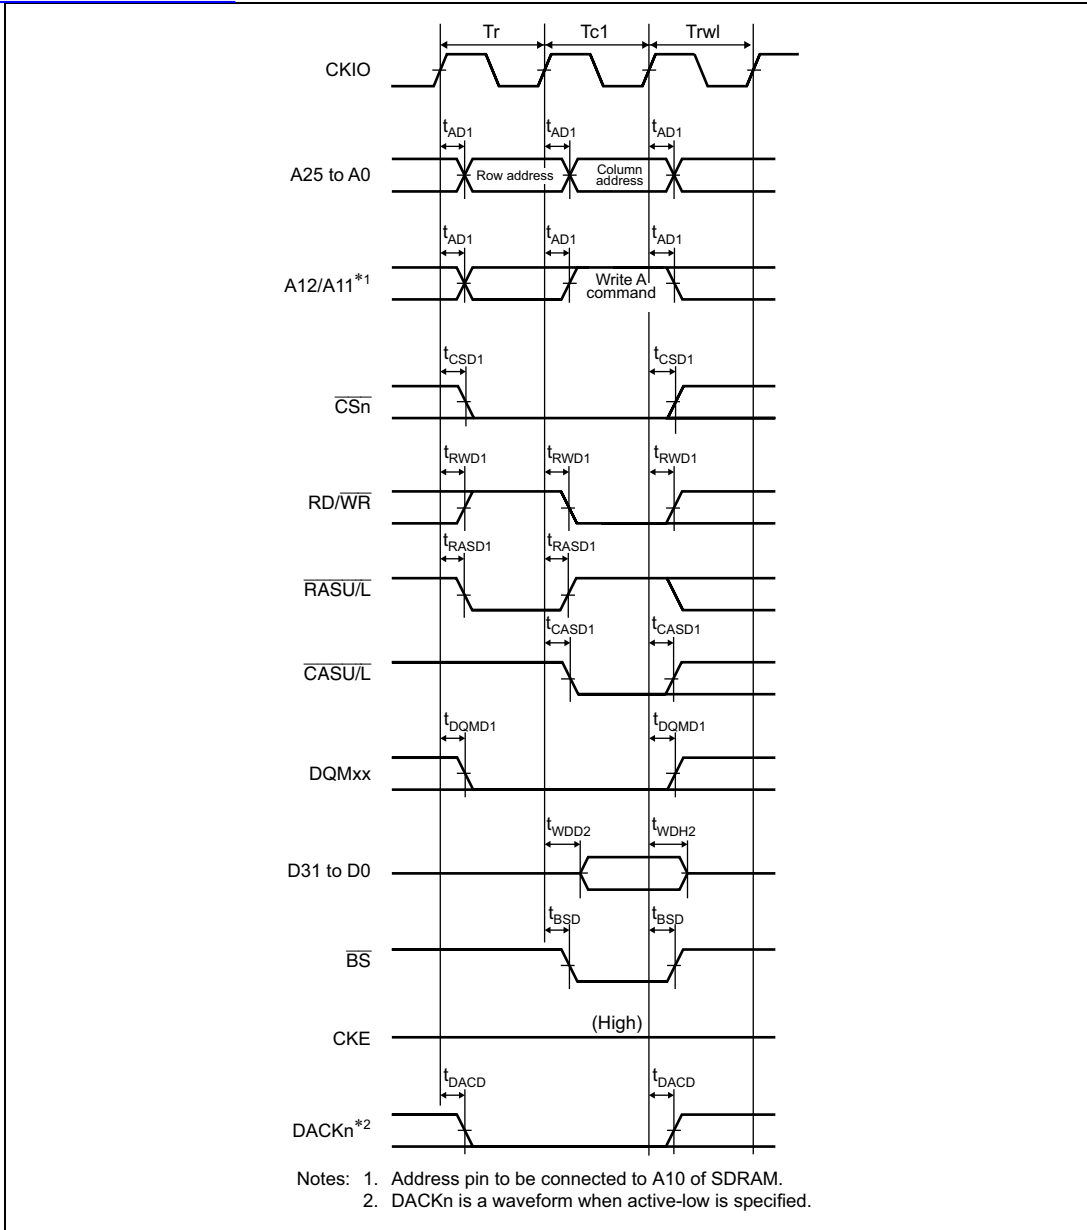 Tr Tc1 Trwl
CKIO
tAD1 tAD1 tAD1
A25 to A0 Row address Column address
tAD1 tAD1 tAD1
A12/A11*1 Write A command
tCSD1 tCSD1
CSn
tRWD1 tRWD1 tRWD1
RD/WR
tRASD1 tRASD1
RASU/L
tCASD1 tCASD1
CASU/L
tDQMD1 tDQMD1
DQMxx
tWDD2 tWDH2
D31 to D0
tBSD tBSD
BS
(High)
CKE
tDACD tDACD
DACKn*2
Notes: 1. Address pin to be connected to A10 of SDRAM.
2. DACKn is a waveform when active-low is specified.